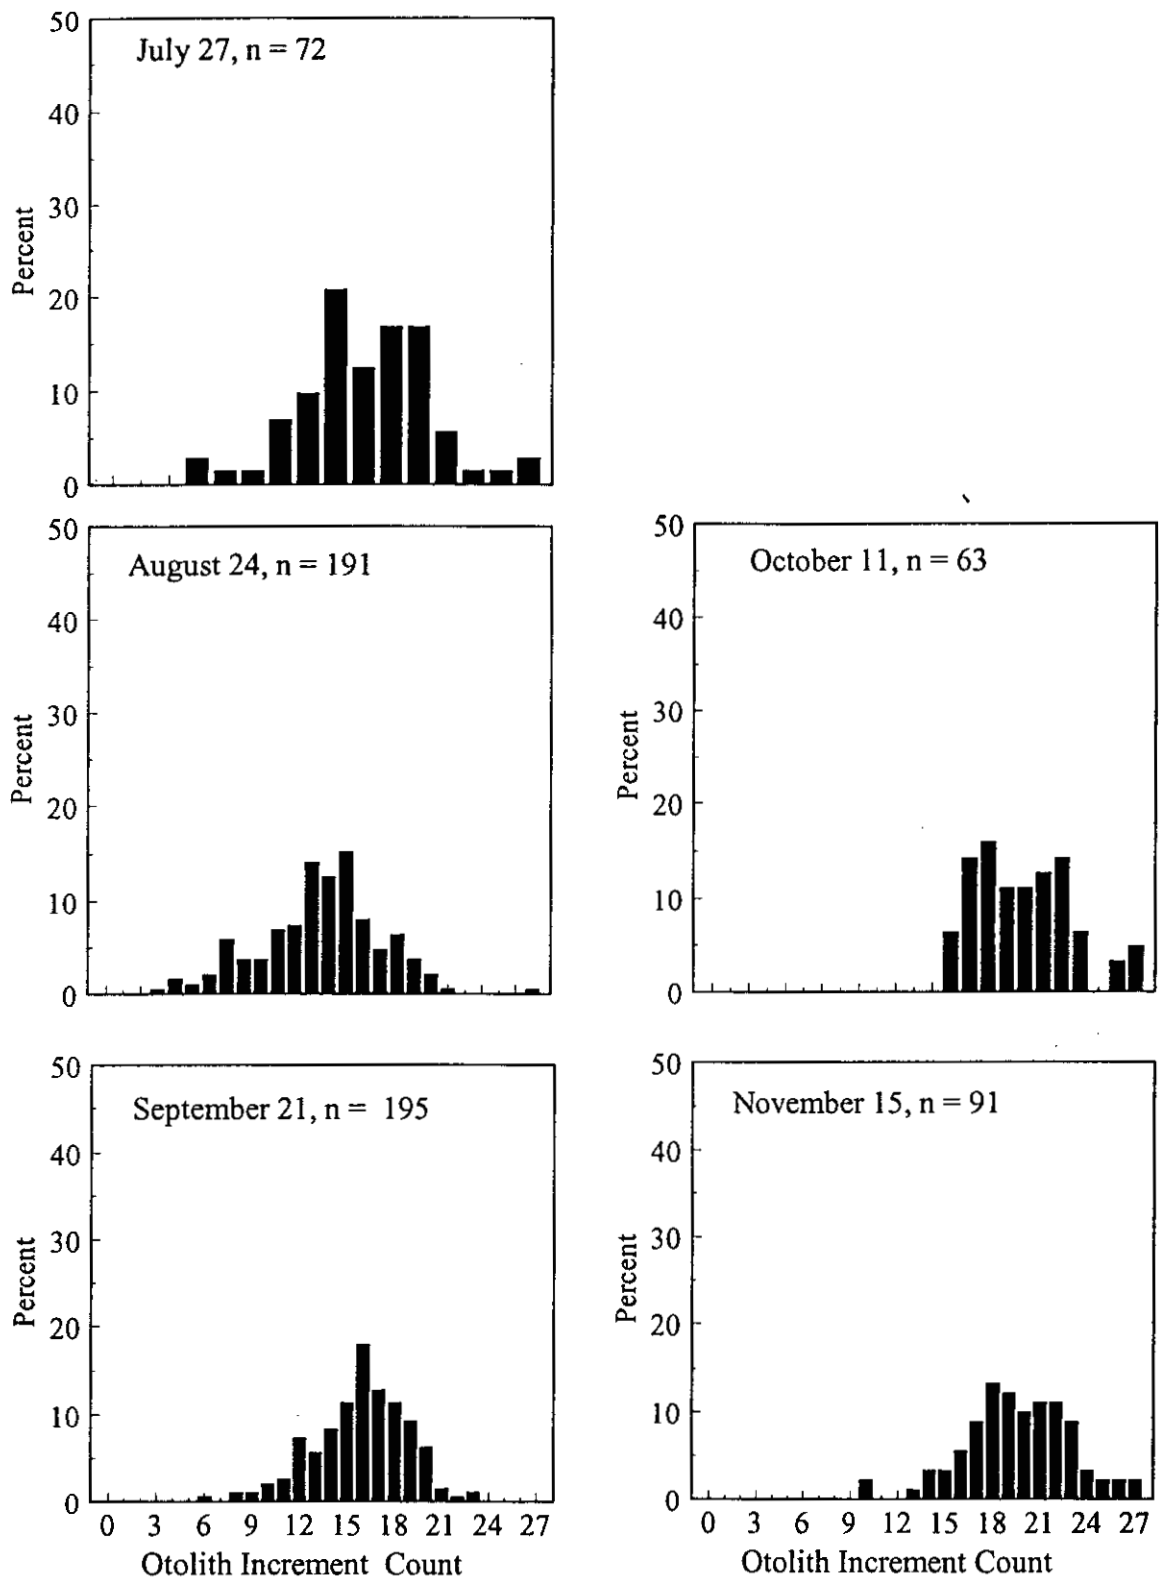 50
July 27, n = 72
40
30
Percent
20
10
0
50
August 24, n = 191
40
30
Percent
20
10
0
50
September 21, n =  195
40
30
Percent
20
10
0
0 3 6 9 12 15 18 21 24 27
Otolith Increment  Count
50
October 11, n = 63
40
30
Percent
20
10
0
50
November 15, n = 91
40
30
Percent
20
10
0
0 3 6 9 12 15 18 21 24 27
Otolith Increment Count